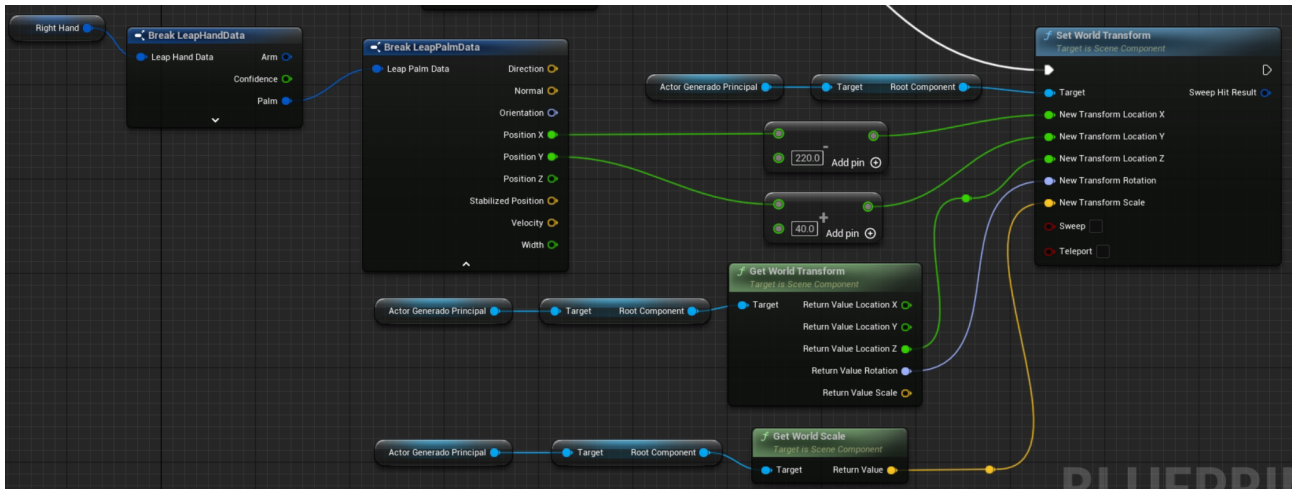 Right Hand
Break LeapHandData
Leap Hand Data
Arm
Confidence
Palm
Break LeapPalmData
Leap Palm Data
Direction
Normal
Orientation
Position X
Position Y
Position Z
Stabilized Position
Velocity
Width
Actor Generado Principal
Target
Root Component
-
220.0
Add pin
+
40.0
Add pin
Set World Transform
Target is Scene Component
Target
Sweep Hit Result
New Transform Location X
New Transform Location Y
New Transform Location Z
New Transform Rotation
New Transform Scale
Sweep
Teleport
Actor Generado Principal
Target
Root Component
Get World Transform
Target is Scene Component
Target
Return Value Location X
Return Value Location Y
Return Value Location Z
Return Value Rotation
Return Value Scale
Actor Generado Principal
Target
Root Component
Get World Scale
Target is Scene Component
Target
Return Value